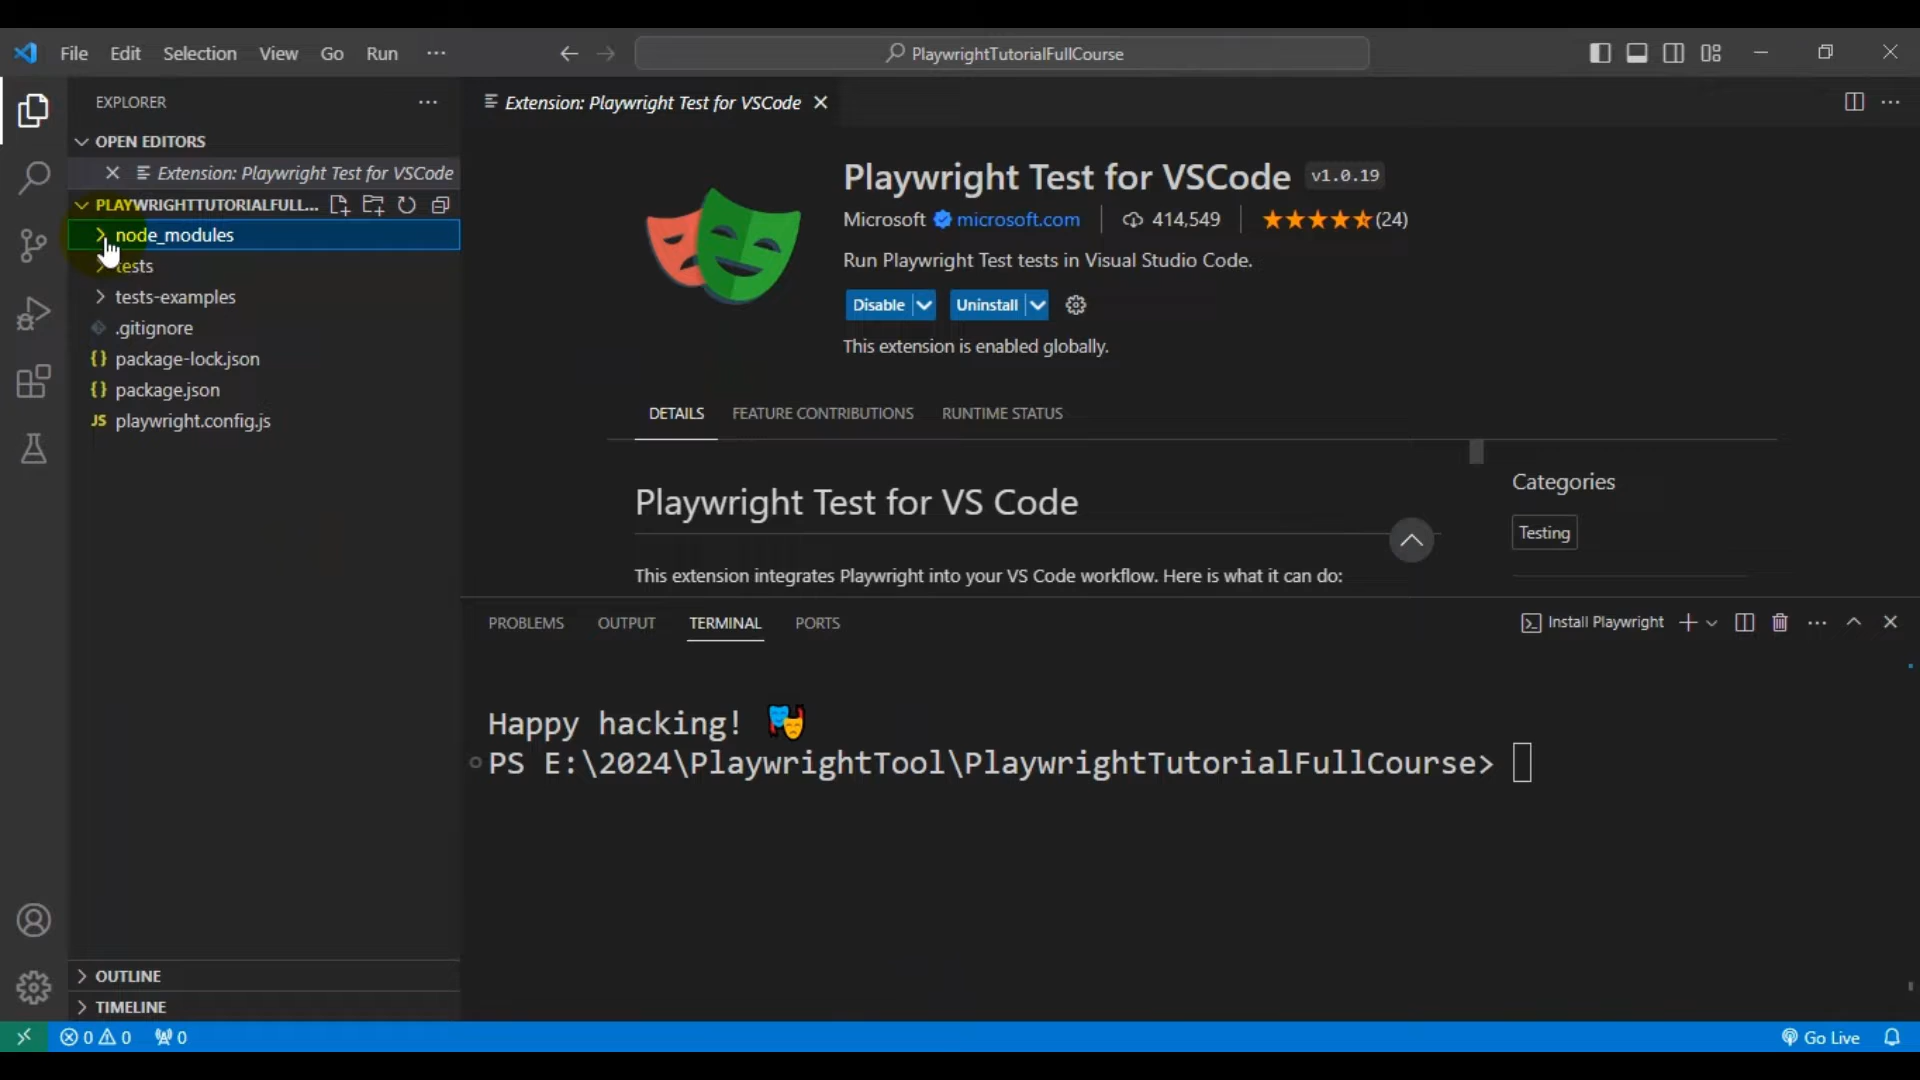 File Edit Selection View Go Run ···
PlaywrightTutorialFullCourse
EXPLORER
OPEN EDITORS
Extension: Playwright Test for VSCode
PLAYWRIGHTTUTORIALFULL...
node_modules
tests
tests-examples
.gitignore
package-lock.json
package.json
JS playwright.config.js
OUTLINE
TIMELINE
Extension: Playwright Test for VSCode
Playwright Test for VSCode v1.0.19
Microsoft microsoft.com 414,549 (24)
Run Playwright Test tests in Visual Studio Code.
Disable Uninstall
This extension is enabled globally.
DETAILS FEATURE CONTRIBUTIONS RUNTIME STATUS
Playwright Test for VS Code
This extension integrates Playwright into your VS Code workflow. Here is what it can do:
Categories
Testing
PROBLEMS OUTPUT TERMINAL PORTS
Install Playwright
Happy hacking! 🎭
PS E:\2024\PlaywrightTool\PlaywrightTutorialFullCourse>
0 0 0
Go Live